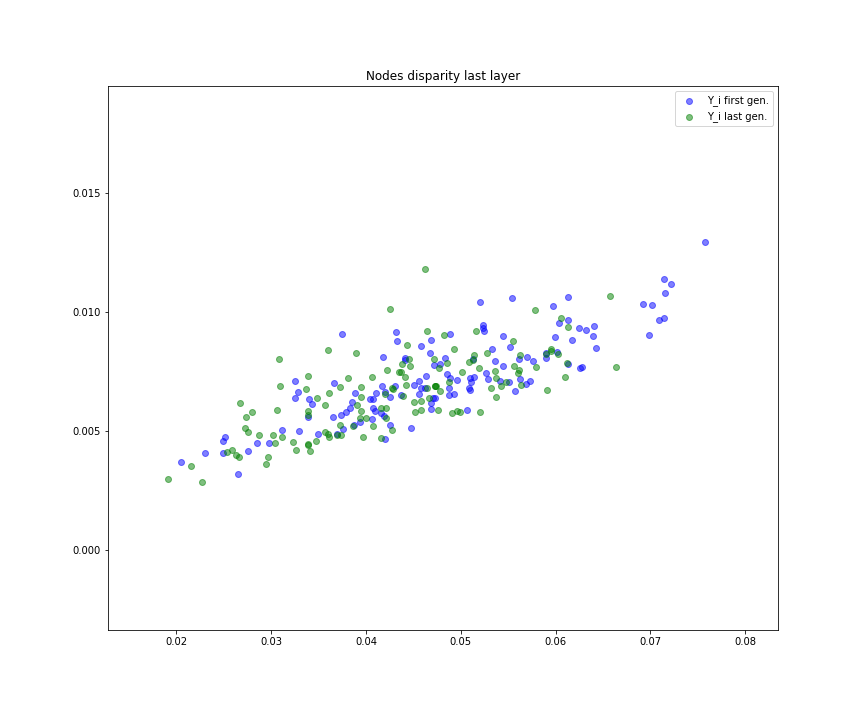 Nodes disparity last layer
Y_i first gen.
Y_i last gen.
0.015
0.010
0.005
0.000
0.02 0.03 0.04 0.05 0.06 0.07 0.08